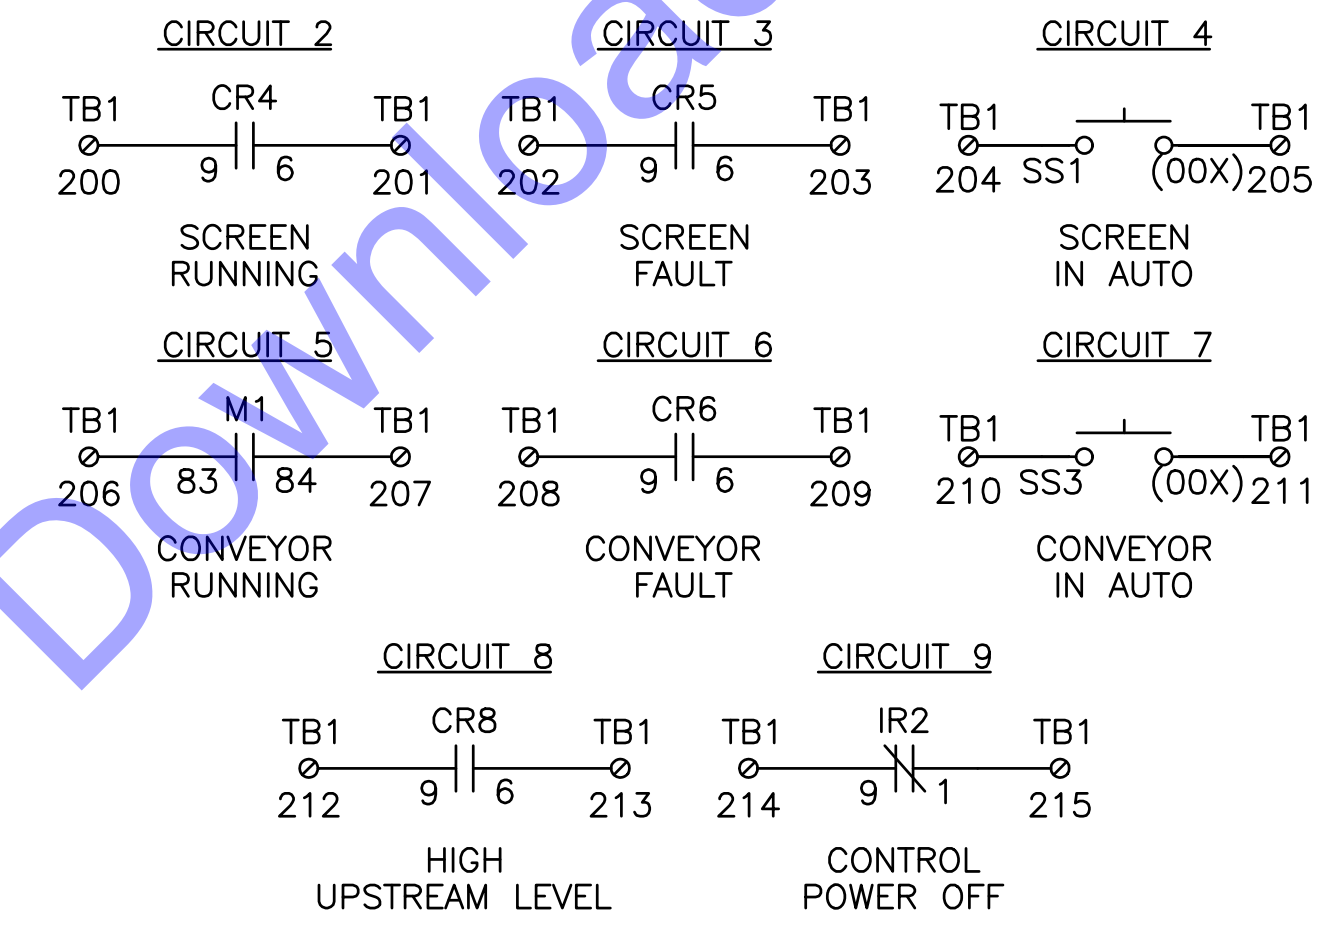 CIRCUIT 2
CIRCUIT 3
CIRCUIT 4
TB1 CR4 TB1
9 6
200 201
SCREEN
RUNNING
TB1 CR5 TB1
9 6
202 203
SCREEN
FAULT
TB1 TB1
204 SS1 (00X) 205
SCREEN
IN AUTO
CIRCUIT 5
CIRCUIT 6
CIRCUIT 7
TB1 M1 TB1
83 84
206 207
CONVEYOR
RUNNING
TB1 CR6 TB1
9 6
208 209
CONVEYOR
FAULT
TB1 TB1
210 SS3 (00X) 211
CONVEYOR
IN AUTO
CIRCUIT 8
CIRCUIT 9
TB1 CR8 TB1
9 6
212 213
HIGH
UPSTREAM LEVEL
TB1 IR2 TB1
9 1
214 215
CONTROL
POWER OFF